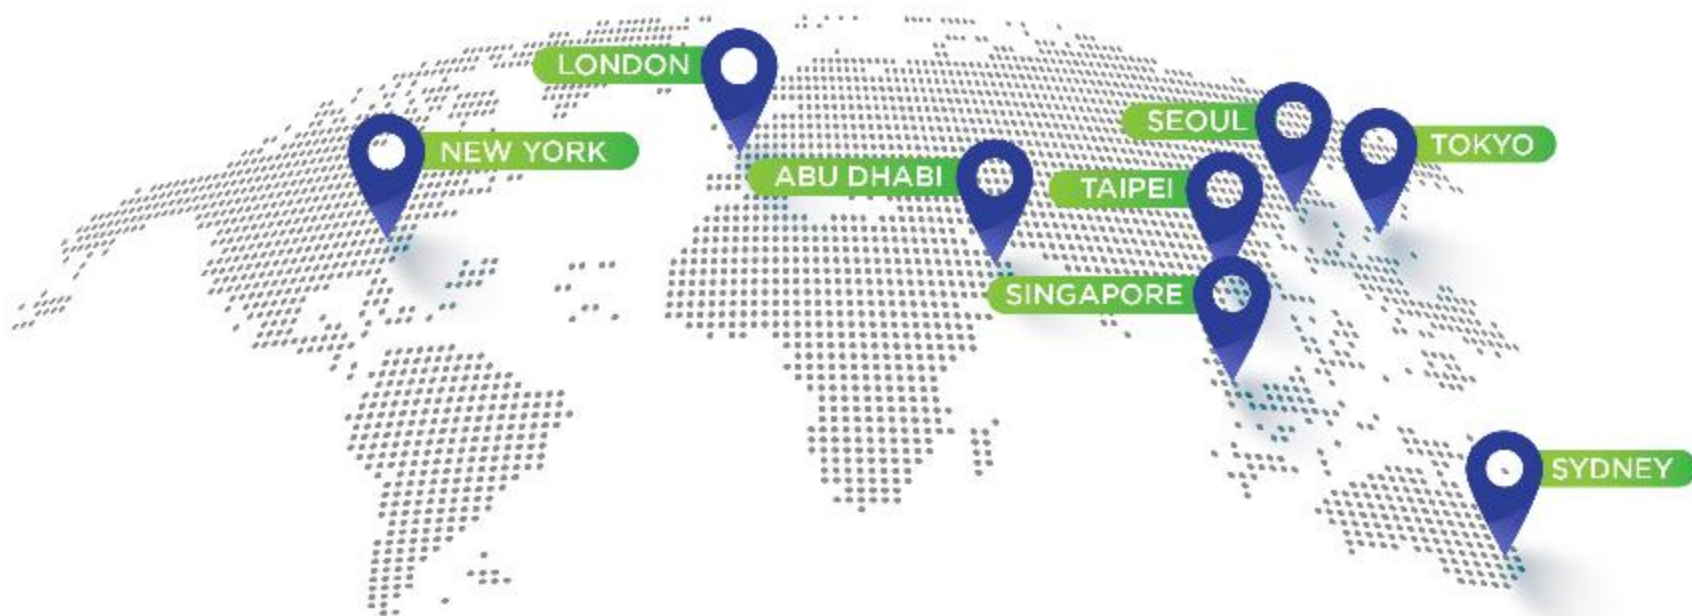 LONDON
NEW YORK
SEOUL
TOKYO
ABU DHABI
TAIPEI
SINGAPORE
SYDNEY